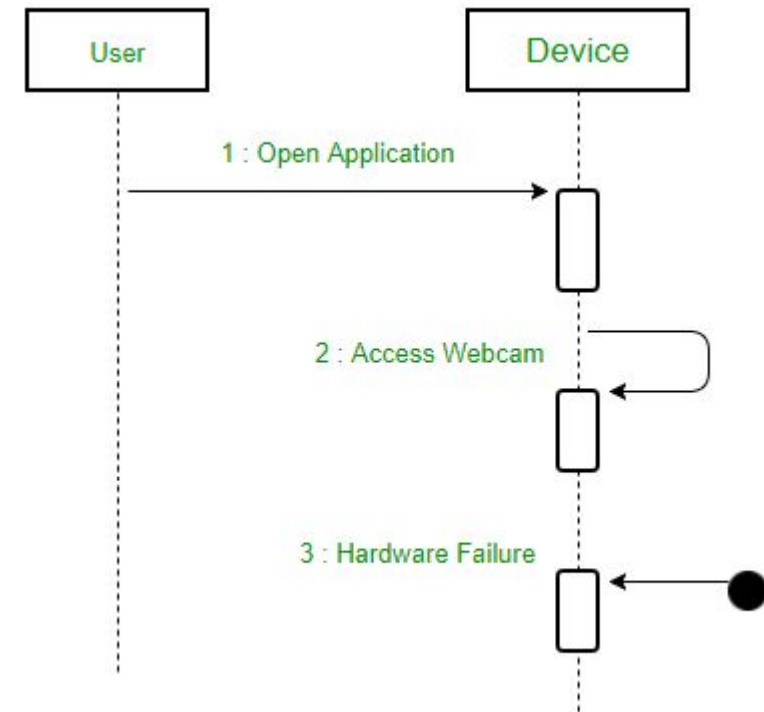 User
Device
1 : Open Application
2 : Access Webcam
3 : Hardware Failure